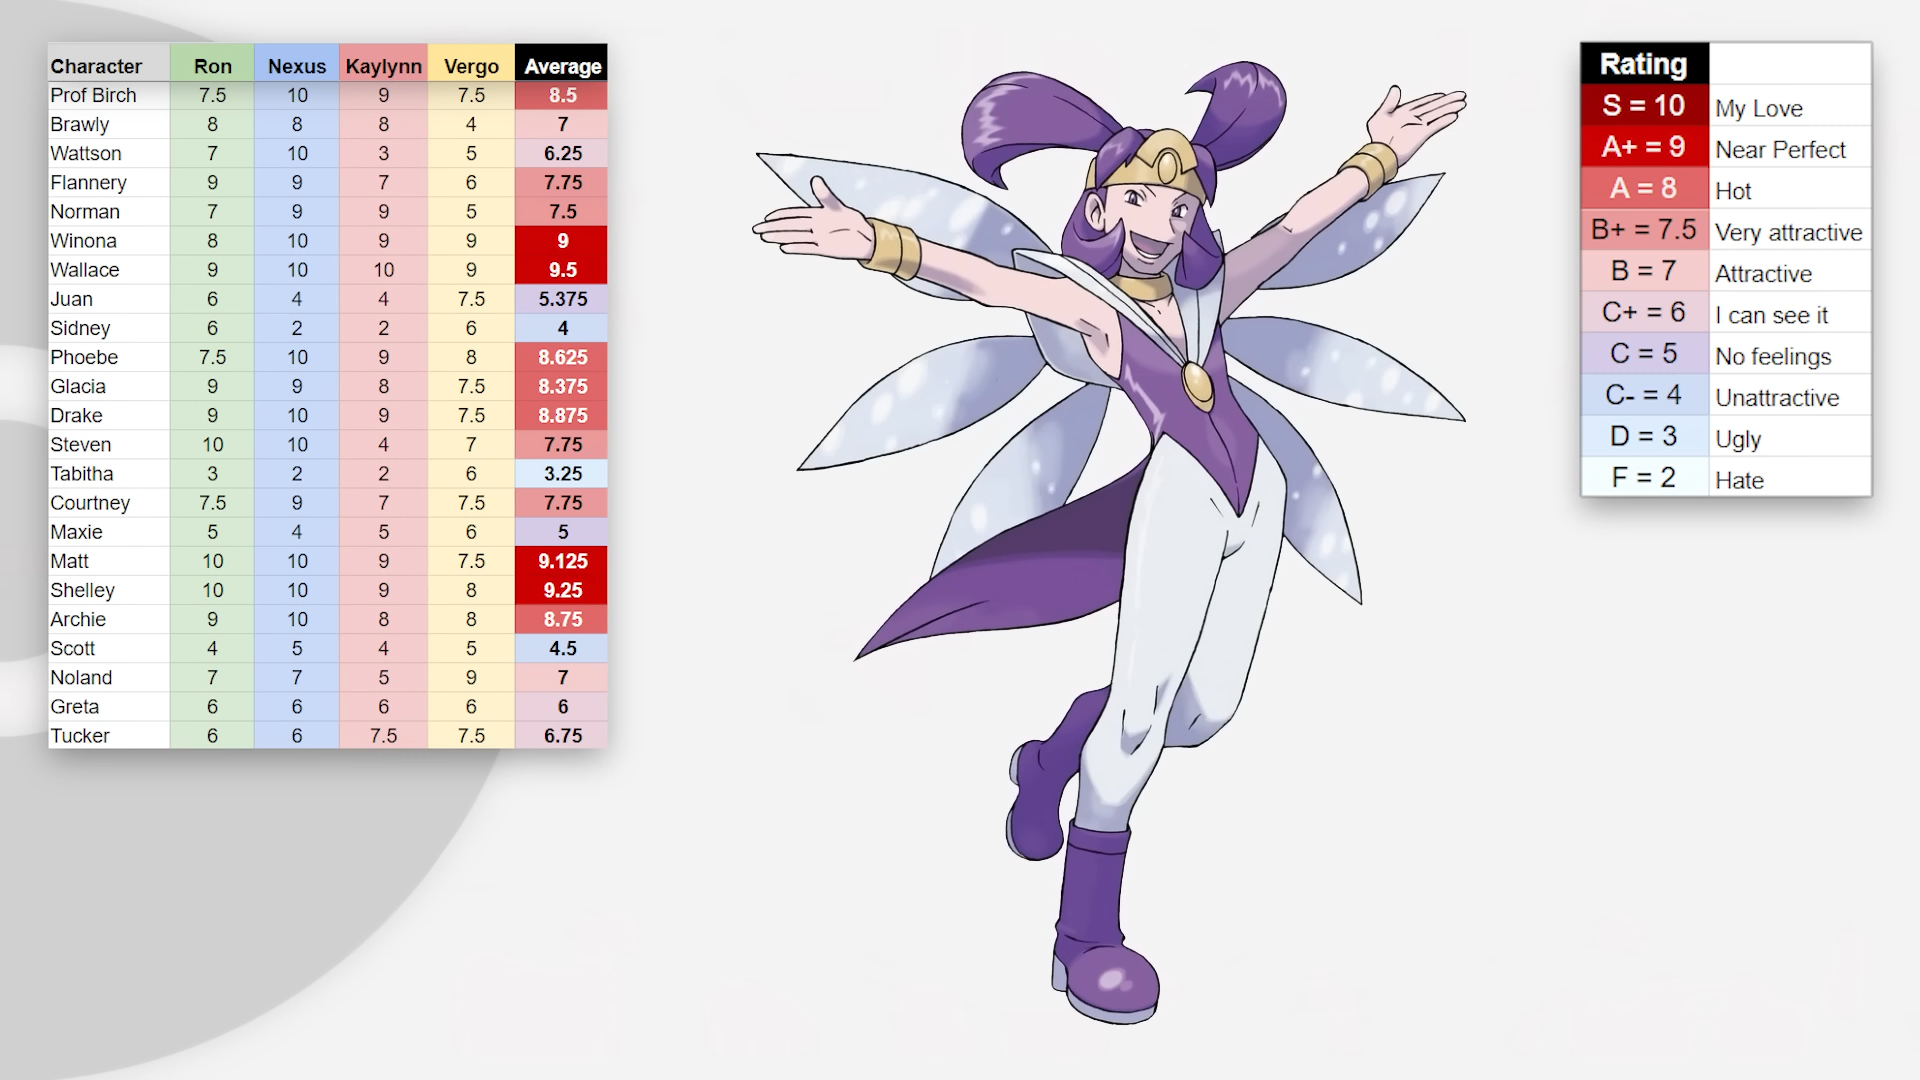 Character Ron Nexus Kaylynn Vergo Average
Prof Birch 7.5 10 9 7.5 8.5
Brawly 8 8 8 4 7
Wattson 7 10 3 5 6.25
Flannery 9 9 7 6 7.75
Norman 7 9 9 5 7.5
Winona 8 10 9 9 9
Wallace 9 10 10 9 9.5
Juan 6 4 4 7.5 5.375
Sidney 6 2 2 6 4
Phoebe 7.5 10 9 8 8.625
Glacia 9 9 8 7.5 8.375
Drake 9 10 9 7.5 8.875
Steven 10 10 4 7 7.75
Tabitha 3 2 2 6 3.25
Courtney 7.5 9 7 7.5 7.75
Maxie 5 4 5 6 5
Matt 10 10 9 7.5 9.125
Shelley 10 10 9 8 9.25
Archie 9 10 8 8 8.75
Scott 4 5 4 5 4.5
Noland 7 7 5 9 7
Greta 6 6 6 6 6
Tucker 6 6 7.5 7.5 6.75
Rating
S = 10 My Love
A+ = 9 Near Perfect
A = 8 Hot
B+ = 7.5 Very attractive
B = 7 Attractive
C+ = 6 I can see it
C = 5 No feelings
C- = 4 Unattractive
D = 3 Ugly
F = 2 Hate